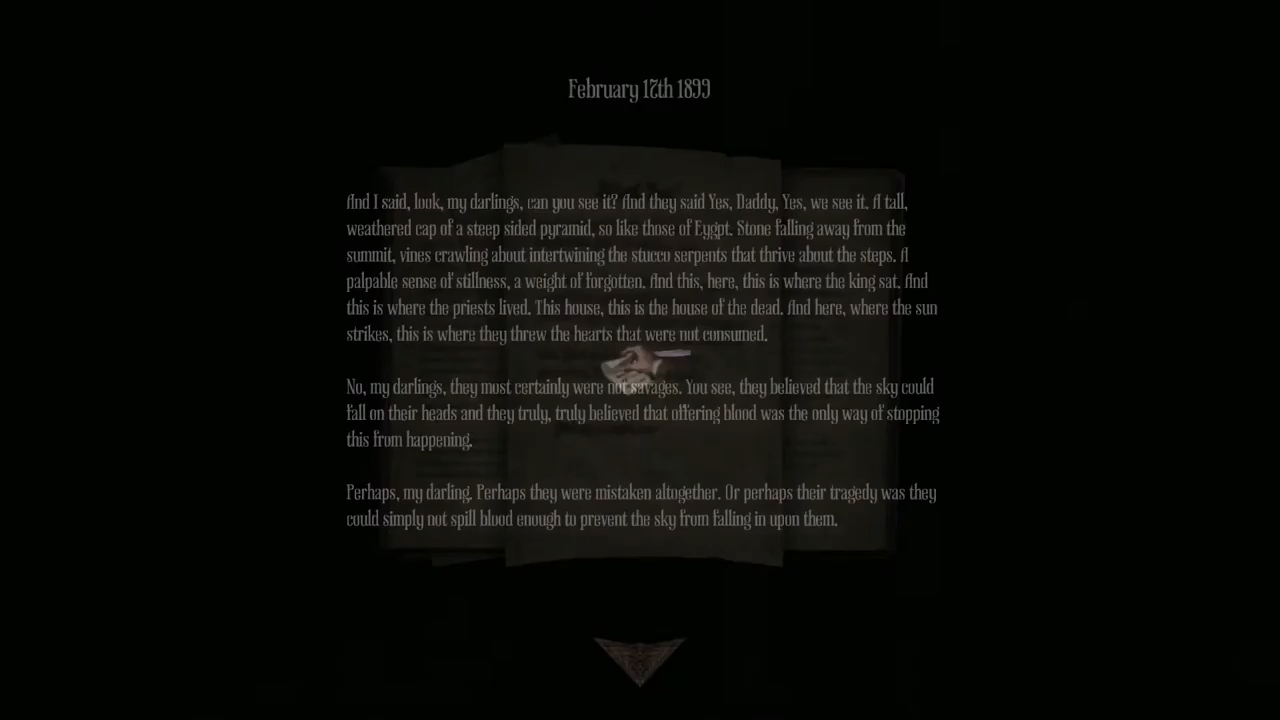 February 17th 1899
And I said, look, my darlings, can you see it? And they said Yes, Daddy, Yes, we see it. A tall,
weathered cap of a steep sided pyramid, so like those of Eygpt. Stone falling away from the
summit, vines crawling about intertwining the stucco serpents that thrive about the steps. A
palpable sense of stillness, a weight of forgotten. And this, here, this is where the king sat. And
this is where the priests lived. This house, this is the house of the dead. And here, where the sun
strikes, this is where they threw the hearts that were not consumed.
No, my darlings, they most certainly were not savages. You see, they believed that the sky could
fall on their heads and they truly, truly believed that offering blood was the only way of stopping
this from happening.
Perhaps, my darling. Perhaps they were mistaken altogether. Or perhaps their tragedy was they
could simply not spill blood enough to prevent the sky from falling in upon them.